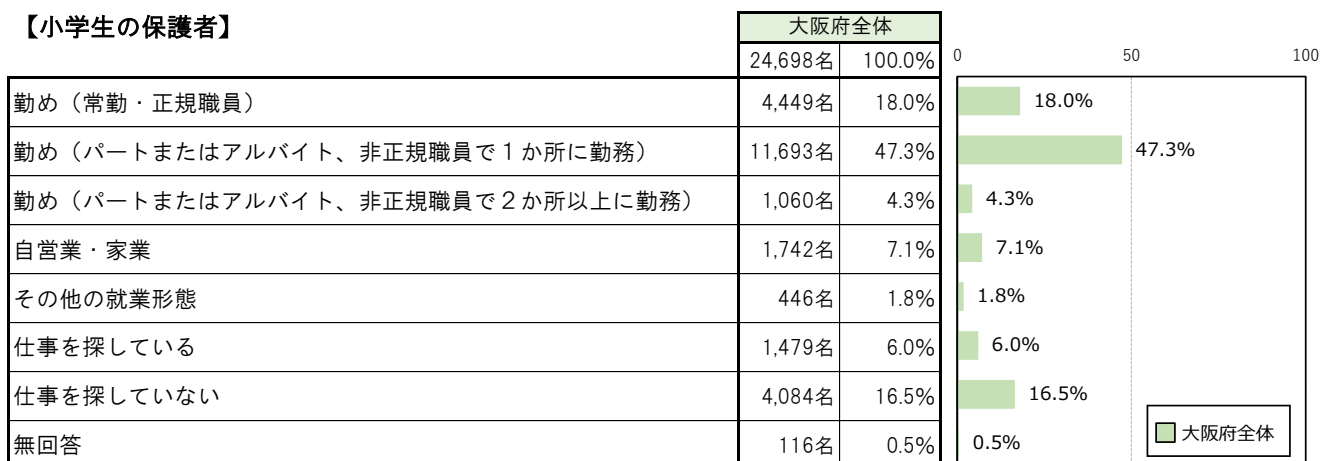 【小学生の保護者】
大阪府全体
24,698名 100.0% 0 50 100
勤め（常勤・正規職員） 4,449名 18.0% 18.0%
勤め（パートまたはアルバイト、非正規職員で１か所に勤務） 11,693名 47.3% 47.3%
勤め（パートまたはアルバイト、非正規職員で２か所以上に勤務） 1,060名 4.3% 4.3%
自営業・家業 1,742名 7.1% 7.1%
その他の就業形態 446名 1.8% 1.8%
仕事を探している 1,479名 6.0% 6.0%
仕事を探していない 4,084名 16.5% 16.5%
無回答 116名 0.5% 0.5%
大阪府全体